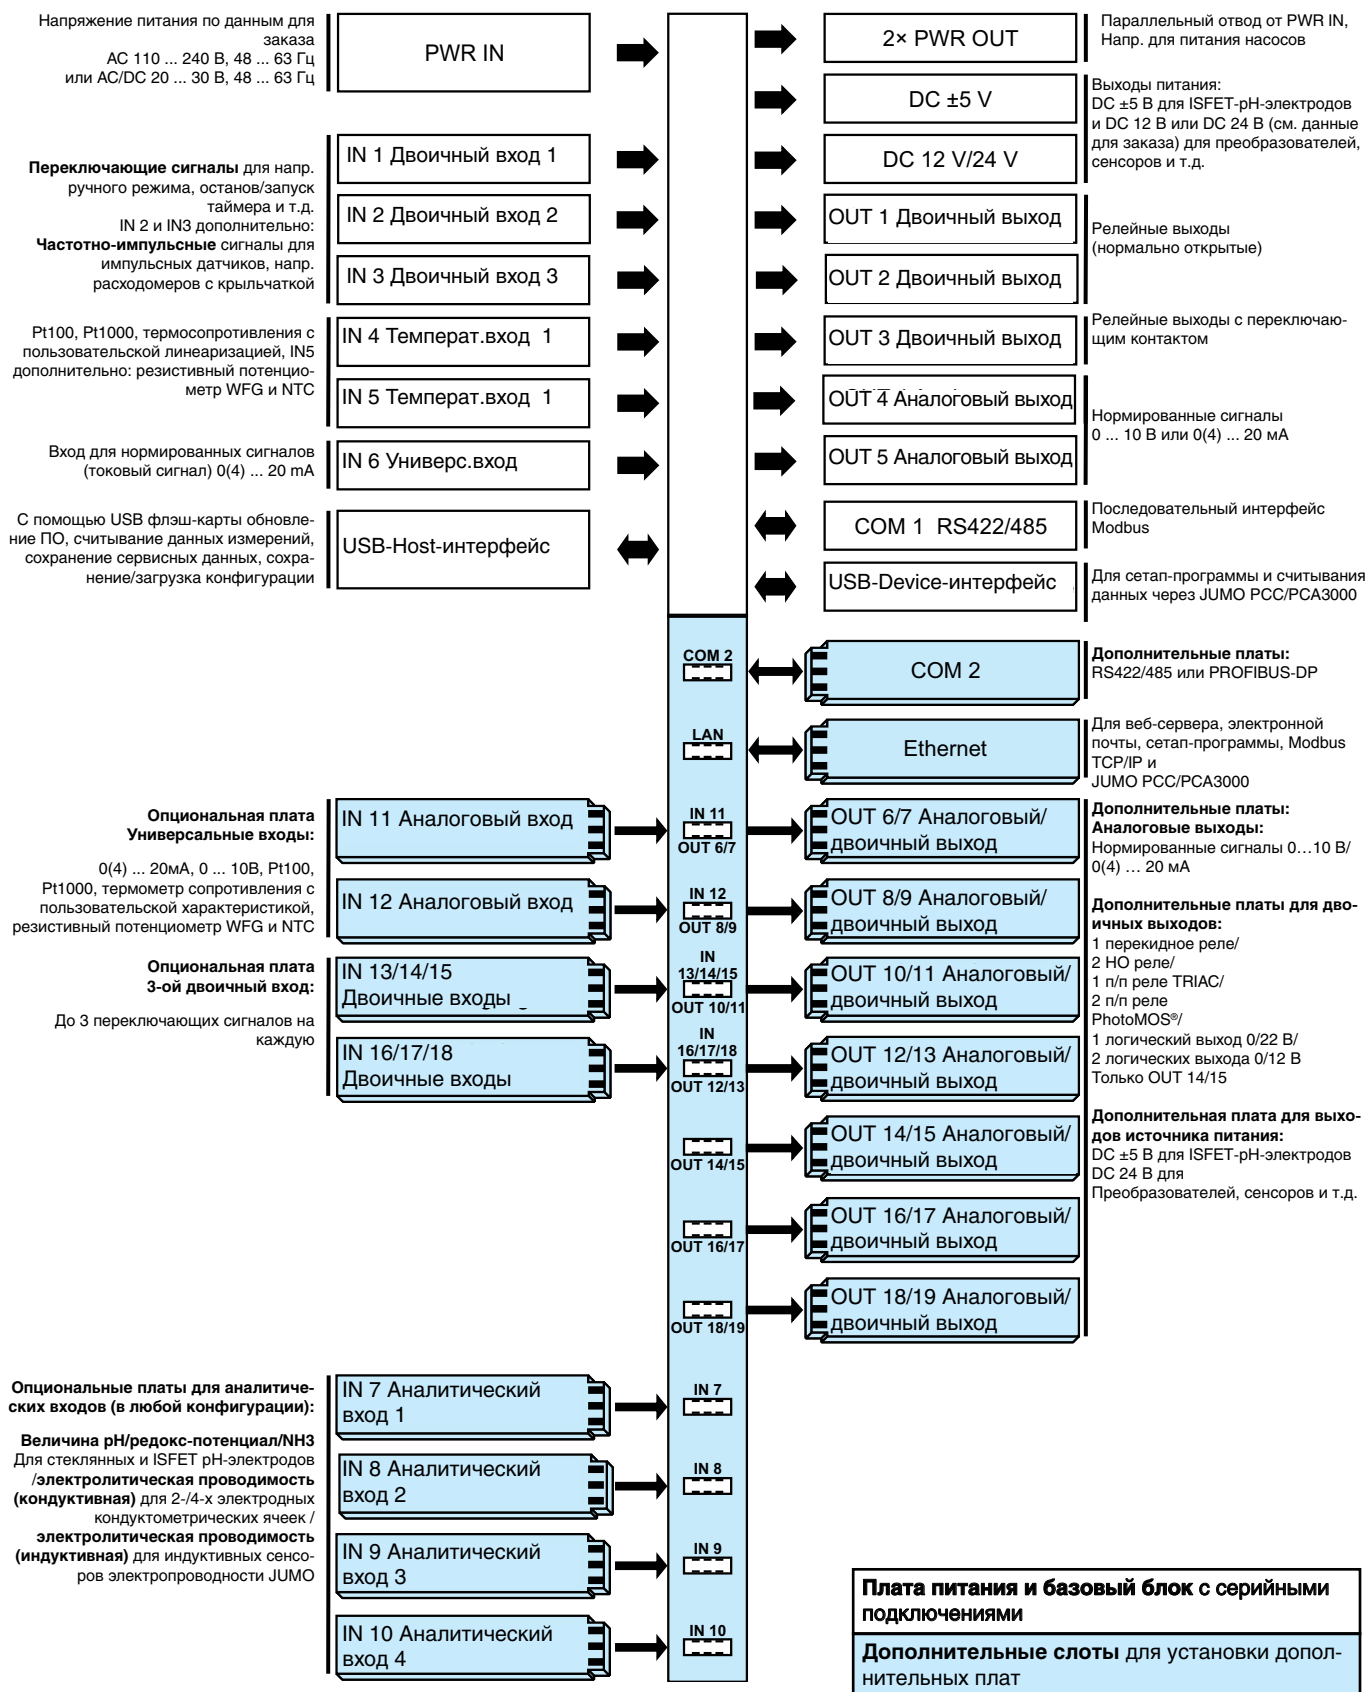 Напряжение питания по данным для
заказа
AC 110 ... 240 В, 48 ... 63 Гц
или AC/DC 20 ... 30 В, 48 ... 63 Гц
PWR IN
2× PWR OUT
Параллельный отвод от PWR IN,
Напр. для питания насосов
DC ±5 V
Выходы питания:
DC ±5 В для ISFET-pH-электродов
и DC 12 В или DC 24 В (см. данные
для заказа) для преобразователей,
сенсоров и т.д.
DC 12 V/24 V
Переключающие сигналы для напр.
ручного режима, останов/запуск
таймера и т.д.
IN 2 и IN3 дополнительно:
Частотно-импульсные сигналы для
импульсных датчиков, напр.
расходомеров с крыльчаткой
IN 1 Двоичный вход 1
IN 2 Двоичный вход 2
IN 3 Двоичный вход 3
OUT 1 Двоичный выход
OUT 2 Двоичный выход
Релейные выходы
(нормально открытые)
Pt100, Pt1000, термосопротивления с
пользовательской линеаризацией, IN5
дополнительно: резистивный потенцио-
метр WFG и NTC
IN 4 Температ.вход 1
IN 5 Температ.вход 1
OUT 3 Двоичный выход
Релейные выходы с переключаю-
щим контактом
OUT 4 Аналоговый выход
OUT 5 Аналоговый выход
Нормированные сигналы
0 ... 10 В или 0(4) ... 20 мА
Вход для нормированных сигналов
(токовый сигнал) 0(4) ... 20 mA
IN 6 Универс.вход
С помощью USB флэш-карты обновле-
ние ПО, считывание данных измерений,
сохранение сервисных данных, сохра-
нение/загрузка конфигурации
USB-Host-интерфейс
COM 1 RS422/485
Последовательный интерфейс
Modbus
USB-Device-интерфейс
Для сетап-программы и считывания
данных через JUMO PCC/PCA3000
COM 2
COM 2
Дополнительные платы:
RS422/485 или PROFIBUS-DP
LAN
Ethernet
Для веб-сервера, электронной
почты, сетап-программы, Modbus
TCP/IP и
JUMO PCC/PCA3000
Опциональная плата
Универсальные входы:
0(4) ... 20мА, 0 ... 10В, Pt100,
Pt1000, термометр сопротивления с
пользовательской характеристикой,
резистивный потенциометр WFG и NTC
IN 11 Аналоговый вход
IN 11
OUT 6/7
OUT 6/7 Аналоговый/
двоичный выход
IN 12 Аналоговый вход
IN 12
OUT 8/9
OUT 8/9 Аналоговый/
двоичный выход
Дополнительные платы:
Аналоговые выходы:
Нормированные сигналы 0…10 В/
0(4) … 20 мА
Дополнительные платы для дво-
ичных выходов:
1 перекидное реле/
2 НО реле/
1 п/п реле TRIAC/
2 п/п реле
PhotoMOS®/
1 логический выход 0/22 В/
2 логических выхода 0/12 В
Только OUT 14/15
Опциональная плата
3-ой двоичный вход:
До 3 переключающих сигналов на
каждую
IN 13/14/15
Двоичные входы
IN
13/14/15
OUT 10/11
OUT 10/11 Аналоговый/
двоичный выход
IN 16/17/18
Двоичные входы
IN
16/17/18
OUT 12/13
OUT 12/13 Аналоговый/
двоичный выход
OUT 14/15
OUT 14/15 Аналоговый/
двоичный выход
Дополнительная плата для выхо-
дов источника питания:
DC ±5 В для ISFET-pH-электродов
DC 24 В для
Преобразователей, сенсоров и т.д.
OUT 16/17
OUT 16/17 Аналоговый/
двоичный выход
OUT 18/19
OUT 18/19 Аналоговый/
двоичный выход
Опциональные платы для аналитиче-
ских входов (в любой конфигурации):
Величина pH/редокс-потенциал/NH3
Для стеклянных и ISFET pH-электродов
/электролитическая проводимость
(кондуктивная) для 2-/4-х электродных
кондуктометрических ячеек /
электролитическая проводимость
(индуктивная) для индуктивных сенсо-
ров электропроводности JUMO
IN 7 Аналитический
вход 1
IN 7
IN 8 Аналитический
вход 2
IN 8
IN 9 Аналитический
вход 3
IN 9
IN 10 Аналитический
вход 4
IN 10
Плата питания и базовый блок с серийными
подключениями
Дополнительные слоты для установки допол-
нительных плат